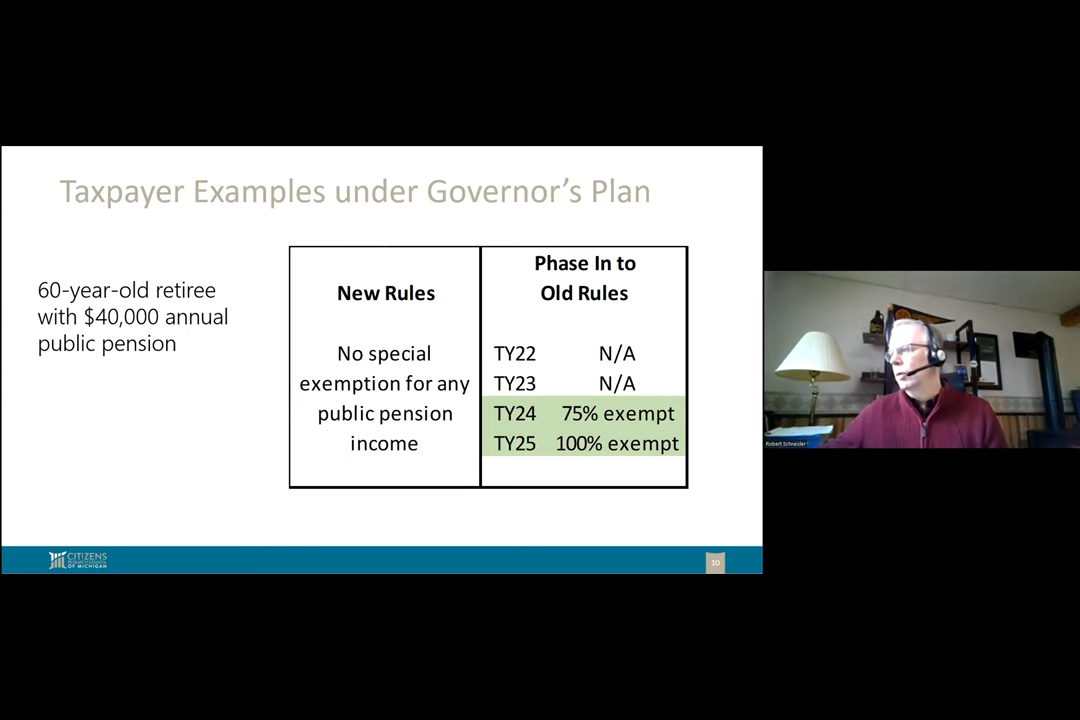 Taxpayer Examples under Governor's Plan
60-year-old retiree
with $40,000 annual
public pension
New Rules
No special
exemption for any
public pension
income
Phase In to
Old Rules
TY22 N/A
TY23 N/A
TY24 75% exempt
TY25 100% exempt
CITIZENS
RESEARCH COUNCIL
OF MICHIGAN
10
Robert Schneider